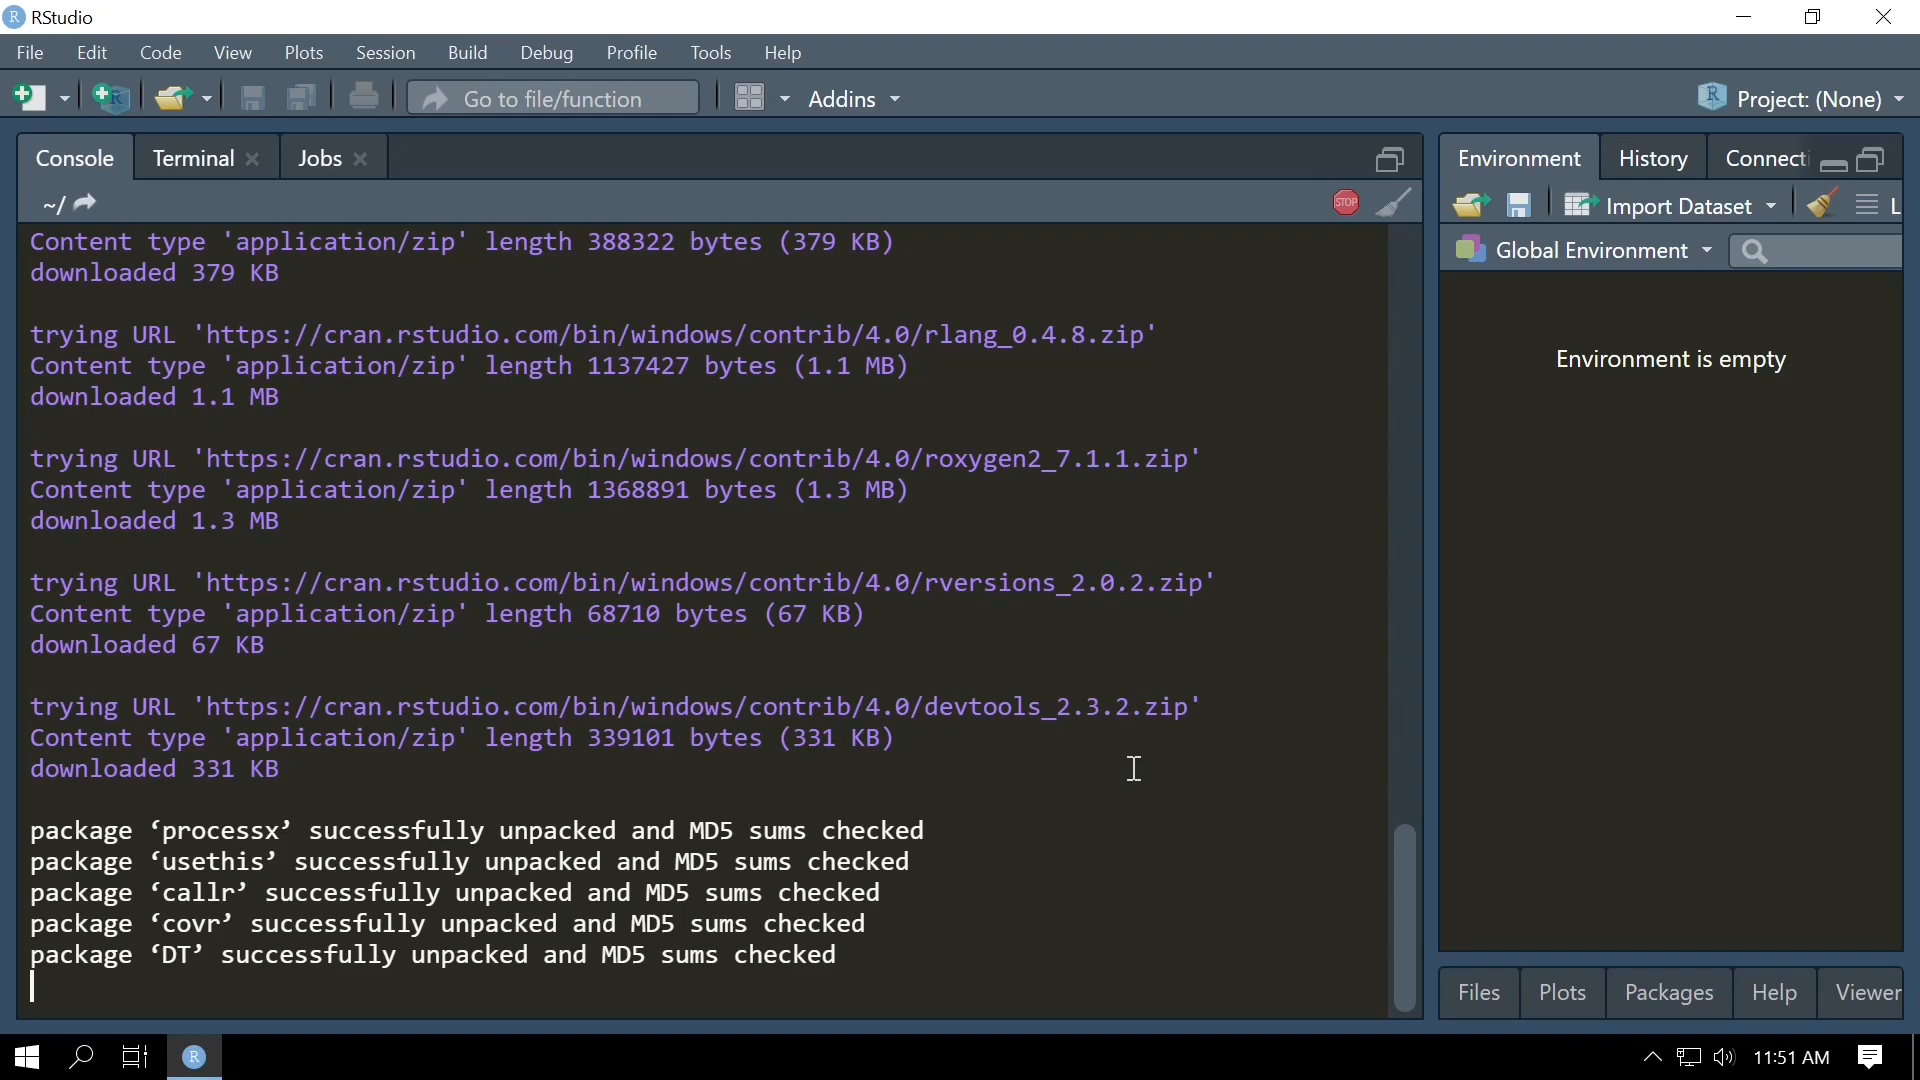 RStudio
File Edit Code View Plots Session Build Debug Profile Tools Help
Go to file/function Addins Project: (None)
Console Terminal Jobs
~/
STOP
Content type 'application/zip' length 388322 bytes (379 KB)
downloaded 379 KB
trying URL 'https://cran.rstudio.com/bin/windows/contrib/4.0/rlang_0.4.8.zip'
Content type 'application/zip' length 1137427 bytes (1.1 MB)
downloaded 1.1 MB
trying URL 'https://cran.rstudio.com/bin/windows/contrib/4.0/roxygen2_7.1.1.zip'
Content type 'application/zip' length 1368891 bytes (1.3 MB)
downloaded 1.3 MB
trying URL 'https://cran.rstudio.com/bin/windows/contrib/4.0/rversions_2.0.2.zip'
Content type 'application/zip' length 68710 bytes (67 KB)
downloaded 67 KB
trying URL 'https://cran.rstudio.com/bin/windows/contrib/4.0/devtools_2.3.2.zip'
Content type 'application/zip' length 339101 bytes (331 KB)
downloaded 331 KB
package ‘processx’ successfully unpacked and MD5 sums checked
package ‘usethis’ successfully unpacked and MD5 sums checked
package ‘callr’ successfully unpacked and MD5 sums checked
package ‘covr’ successfully unpacked and MD5 sums checked
package ‘DT’ successfully unpacked and MD5 sums checked
Environment History Connecti
Import Dataset L
Global Environment
Environment is empty
Files Plots Packages Help Viewer
11:51 AM